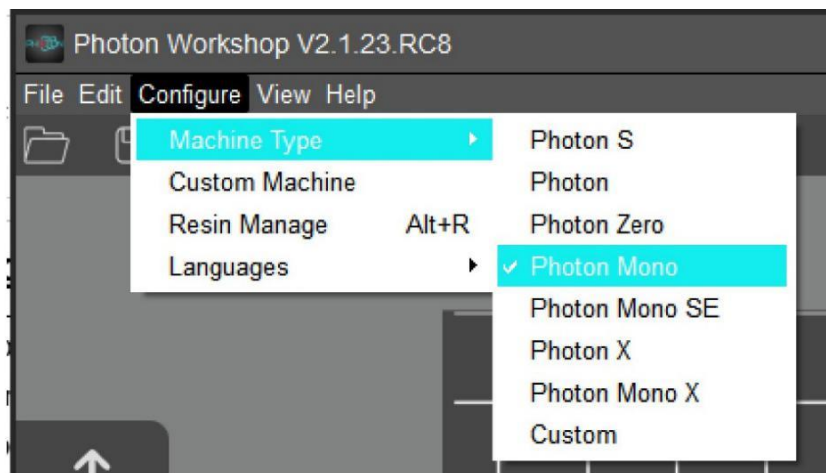 Photon Workshop V2.1.23.RC8
File Edit Configure View Help
Machine Type
Custom Machine
Resin Manage Alt+R
Languages
Photon S
Photon
Photon Zero
Photon Mono
Photon Mono SE
Photon X
Photon Mono X
Custom